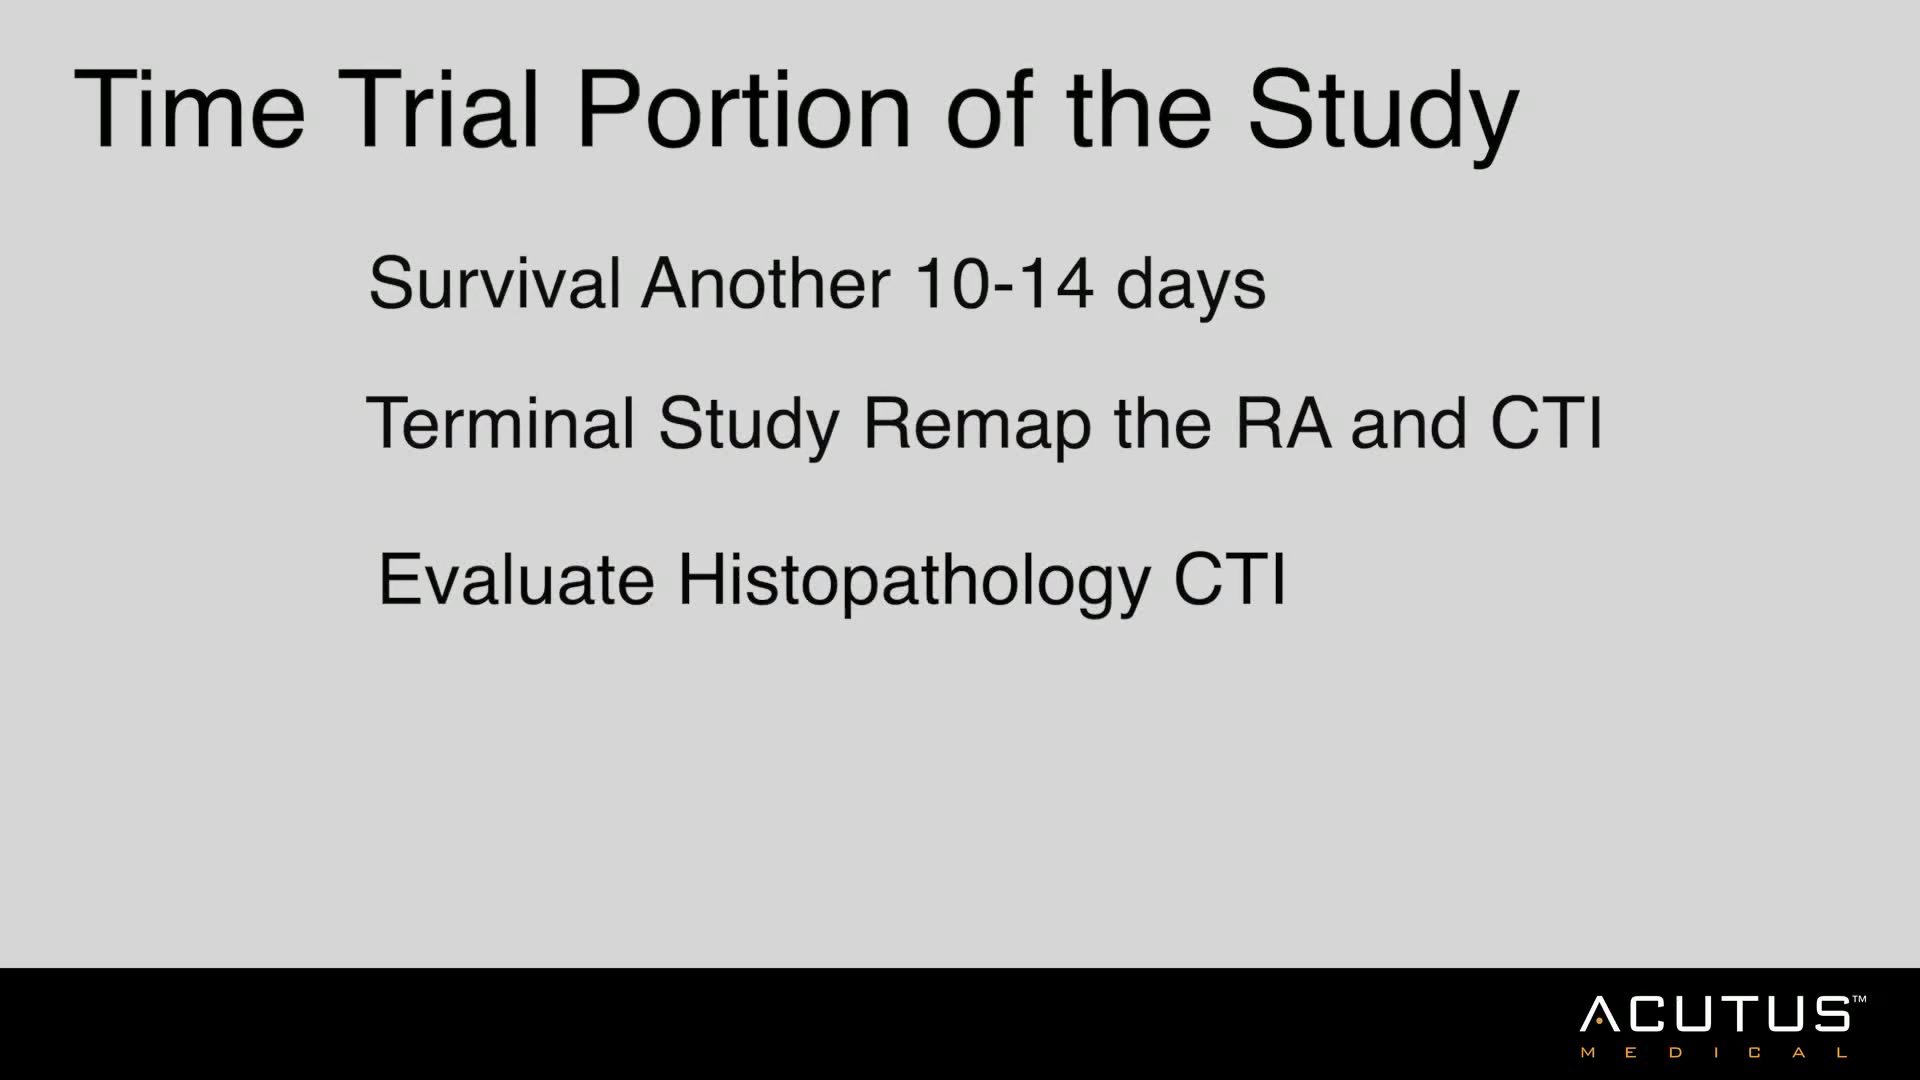 Time Trial Portion of the Study
Survival Another 10-14 days
Terminal Study Remap the RA and CTI
Evaluate Histopathology CTI
ACUTUS™
MEDICAL